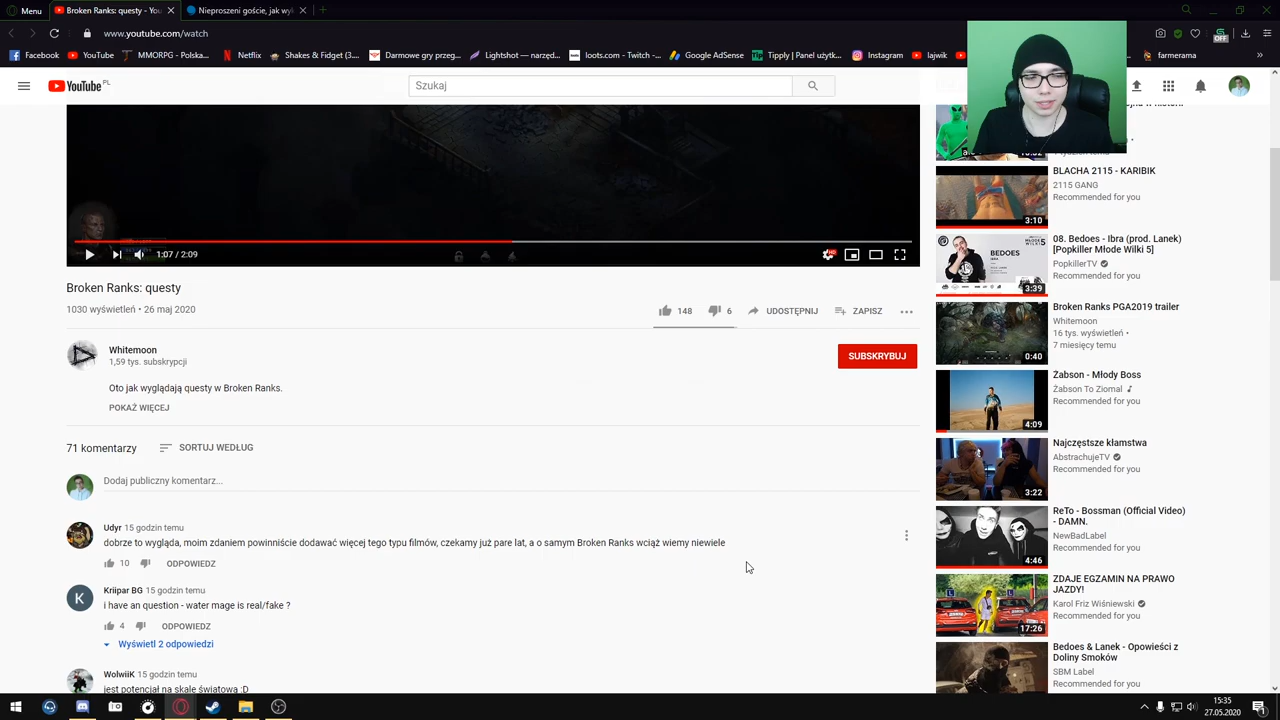 Broken Ranks: questy - You
Nieproszeni goście, jak wyk
www.youtube.com/watch
OFF
Facebook
YouTube
MMORPG - Polska...
Netflix
Shakes & Fidget (3....
Darmowe gry przeg...
Lightshot — screens...
loots.com - Twitch -...
Google AdSense
Tipply | Panel użytk...
Instagram
lajwik
farmerama
YouTube PL
Szukaj
1:07 / 2:09
HD
Broken Ranks: questy
1030 wyświetleń • 26 maj 2020
148
6
UDOSTĘPNIJ
ZAPISZ
Whitemoon
1,59 tys. subskrypcji
SUBSKRYBUJ
Oto jak wyglądają questy w Broken Ranks.
POKAŻ WIĘCEJ
71 komentarzy
SORTUJ WEDŁUG
Dodaj publiczny komentarz...
Udyr 15 godzin temu
dobrze to wygląda, moim zdaniem powinniście dodawać więcej tego typu filmów, czekamy już pare lat, a o samym Broken Ranks wciąż wiemy niewiele
10
ODPOWIEDZ
K
Kriipar BG 15 godzin temu
i have an question - water mage is real/fake ?
4
ODPOWIEDZ
Wyświetl 2 odpowiedzi
WolwiiK 15 godzin temu
jest potencjał na skale światową :D
BLACHA 2115 - KARIBIK
2115 GANG
Recommended for you
3:10
08. Bedoes - Ibra (prod. Lanek)
[Popkiller Młode Wilki 5]
PopkillerTV
Recommended for you
MŁODE
WILKI 5
BEDOES
IBRA
3:39
Broken Ranks PGA2019 trailer
Whitemoon
16 tys. wyświetleń •
7 miesięcy temu
0:40
Żabson - Młody Boss
Żabson To Ziomal
Recommended for you
4:09
Najczęstsze kłamstwa
AbstrachujeTV
Recommended for you
3:22
ReTo - Bossman (Official Video)
- DAMN.
NewBadLabel
Recommended for you
4:46
ZDAJE EGZAMIN NA PRAWO
JAZDY!
Karol Friz Wiśniewski
Recommended for you
L
L
17:26
Bedoes & Lanek - Opowieści z
Doliny Smoków
SBM Label
Recommended for you
15:35
27.05.2020